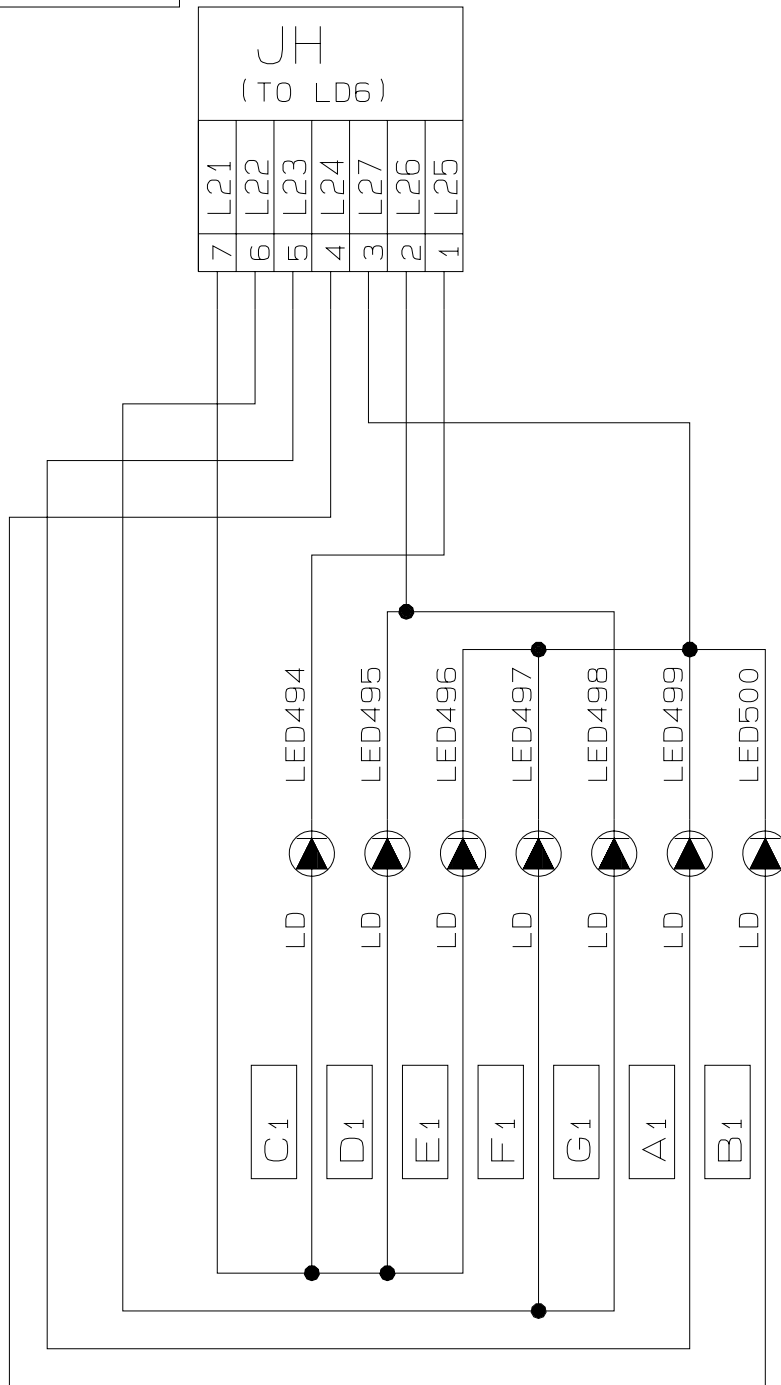 JH
(TO LD6)
L21 L22 L23 L24 L27 L26 L25
7 6 5 4 3 2 1
LED494 LED495 LED496 LED497 LED498 LED499 LED500
LD LD LD LD LD LD LD
C1 D1 E1 F1 G1 A1 B1